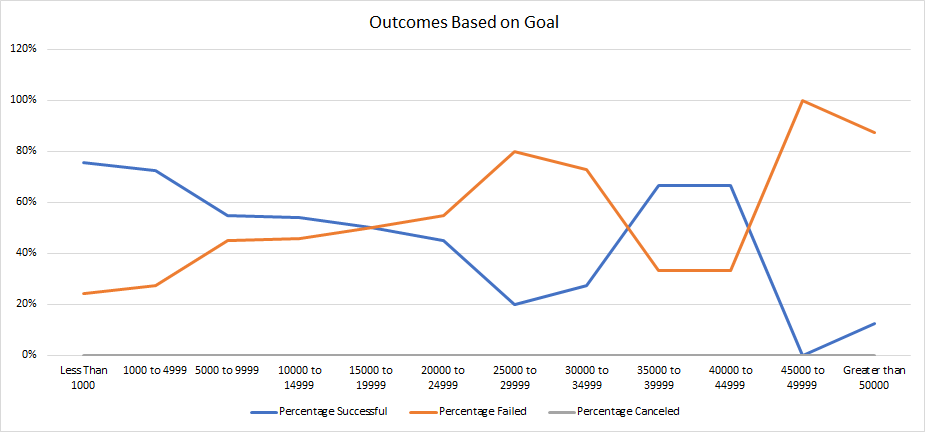 Outcomes Based on Goal
120%
100%
80%
60%
40%
20%
0%
Less Than
1000
1000 to 4999
5000 to 9999
10000 to
14999
15000 to
19999
20000 to
24999
25000 to
29999
30000 to
34999
35000 to
39999
40000 to
44999
45000 to
49999
Greater than
50000
Percentage Successful
Percentage Failed
Percentage Canceled